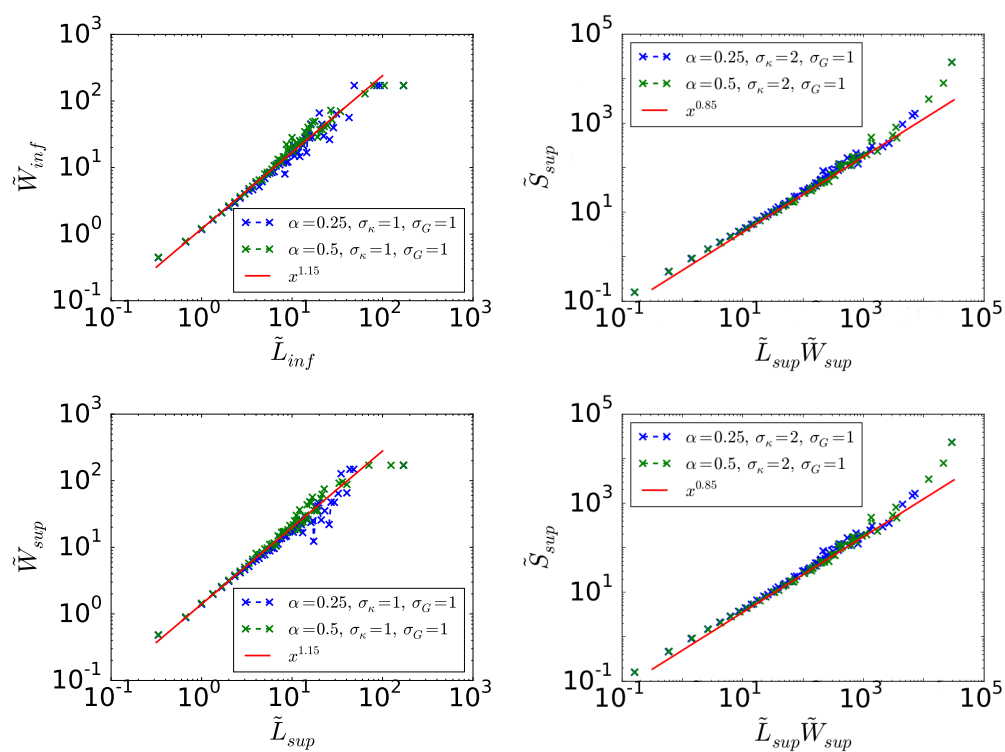 10^3
10^2
10^1
10^0
10^-1
W̃_inf
α=0.25, σ_κ=1, σ_G=1
α=0.5, σ_κ=1, σ_G=1
x^1.15
10^-1 10^0 10^1 10^2 10^3
L̃_inf
10^5
10^3
10^1
10^-1
S̃_sup
α=0.25, σ_κ=2, σ_G=1
α=0.5, σ_κ=2, σ_G=1
x^0.85
10^-1 10^1 10^3 10^5
L̃_sup W̃_sup
10^3
10^2
10^1
10^0
10^-1
W̃_sup
α=0.25, σ_κ=1, σ_G=1
α=0.5, σ_κ=1, σ_G=1
x^1.15
10^-1 10^0 10^1 10^2 10^3
L̃_sup
10^5
10^3
10^1
10^-1
S̃_sup
α=0.25, σ_κ=2, σ_G=1
α=0.5, σ_κ=2, σ_G=1
x^0.85
10^-1 10^1 10^3 10^5
L̃_sup W̃_sup